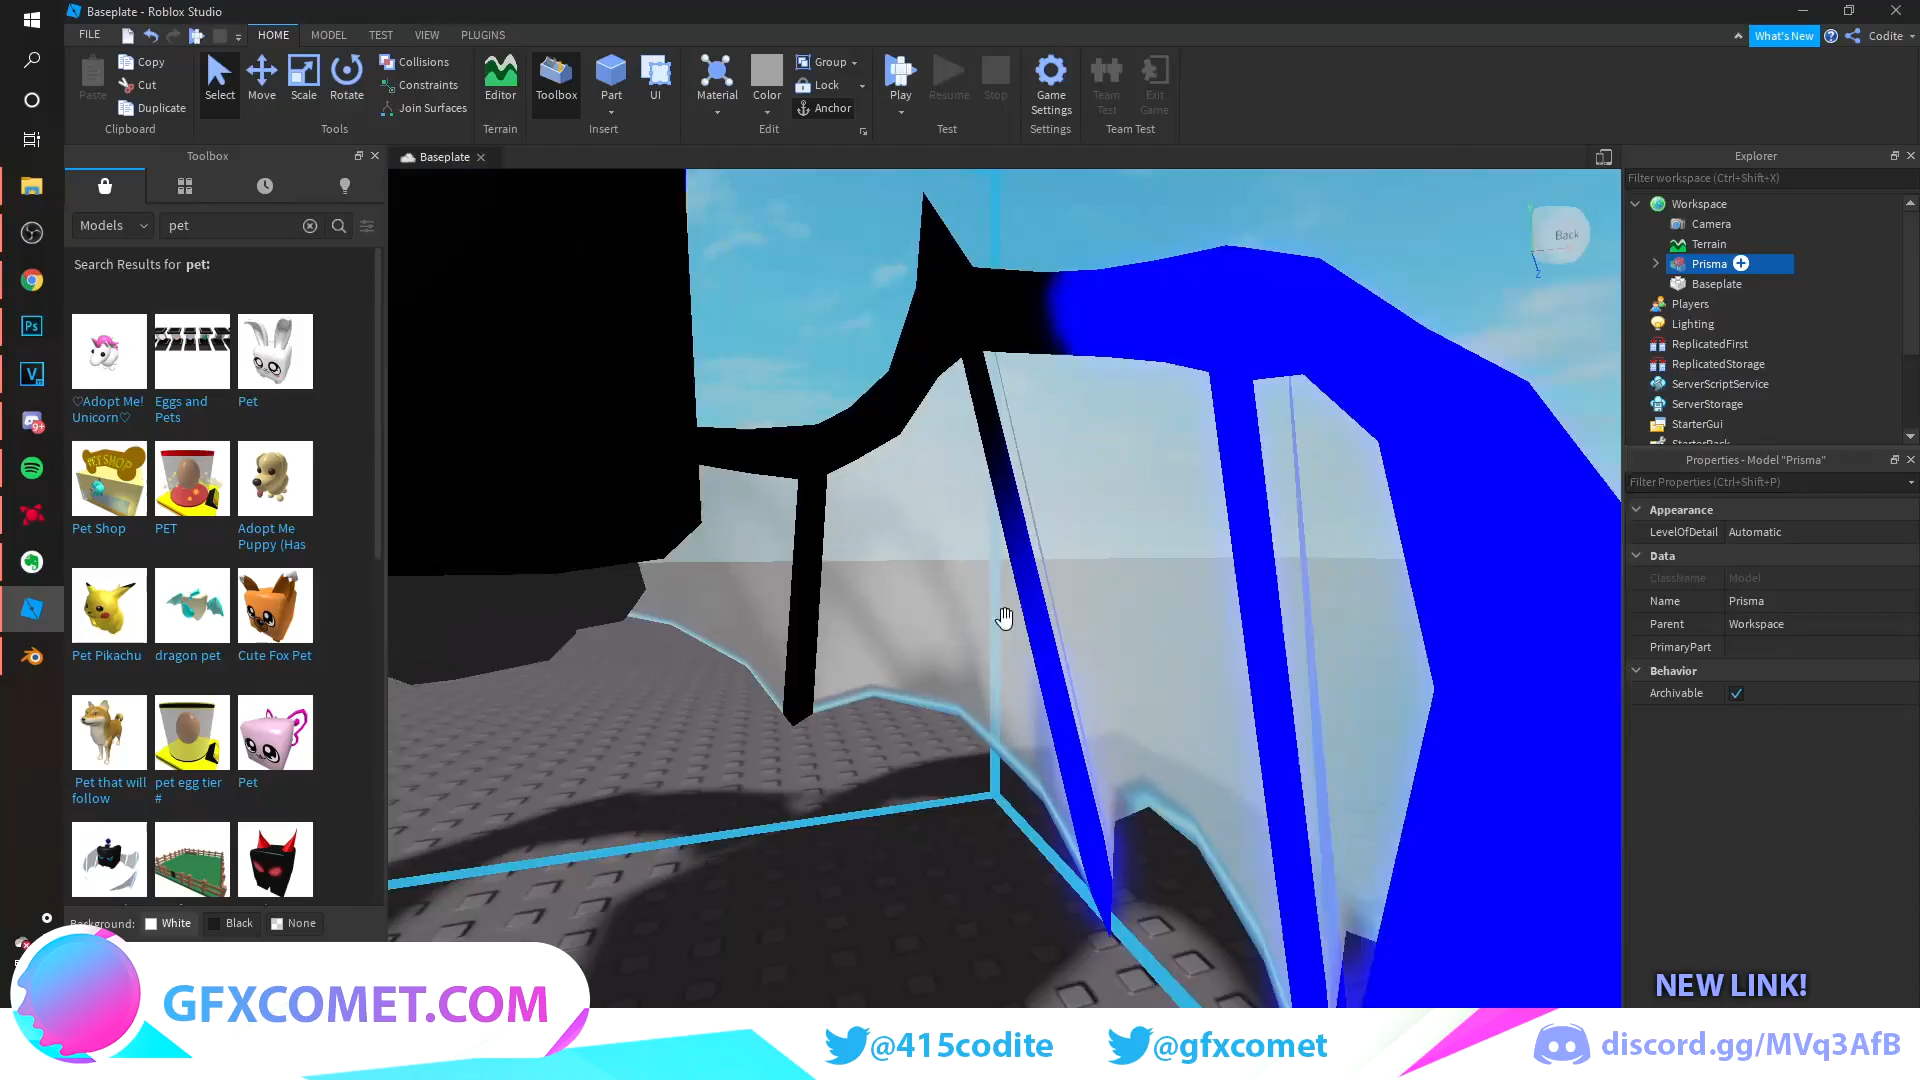 Baseplate - Roblox Studio
FILE HOME MODEL TEST VIEW PLUGINS What's New Codite
Paste Copy Cut Duplicate Clipboard
Select Move Scale Rotate Collisions Constraints Join Surfaces Tools
Editor Terrain
Toolbox Part UI Insert
Material Color Group Lock Anchor Edit
Play Resume Stop Test
Game Settings Settings
Team Test Exit Game Team Test
Toolbox
Models pet
Search Results for pet:
♡Adopt Me! Unicorn♡
Eggs and Pets
Pet
PET SHOP
Pet Shop
PET
Adopt Me Puppy (Has
Pet Pikachu
dragon pet
Cute Fox Pet
Pet that will follow
pet egg tier #
Pet
Background: White Black None
Baseplate
Back
Y
Z
Explorer
Filter workspace (Ctrl+Shift+X)
Workspace
Camera
Terrain
Prisma
Baseplate
Players
Lighting
ReplicatedFirst
ReplicatedStorage
ServerScriptService
ServerStorage
StarterGui
StarterPack
Properties - Model "Prisma"
Filter Properties (Ctrl+Shift+P)
Appearance
LevelOfDetail Automatic
Data
ClassName Model
Name Prisma
Parent Workspace
PrimaryPart
Behavior
Archivable
Ps
V
9+
NEW LINK!
GFXCOMET.COM
@415codite
@gfxcomet
discord.gg/MVq3AfB